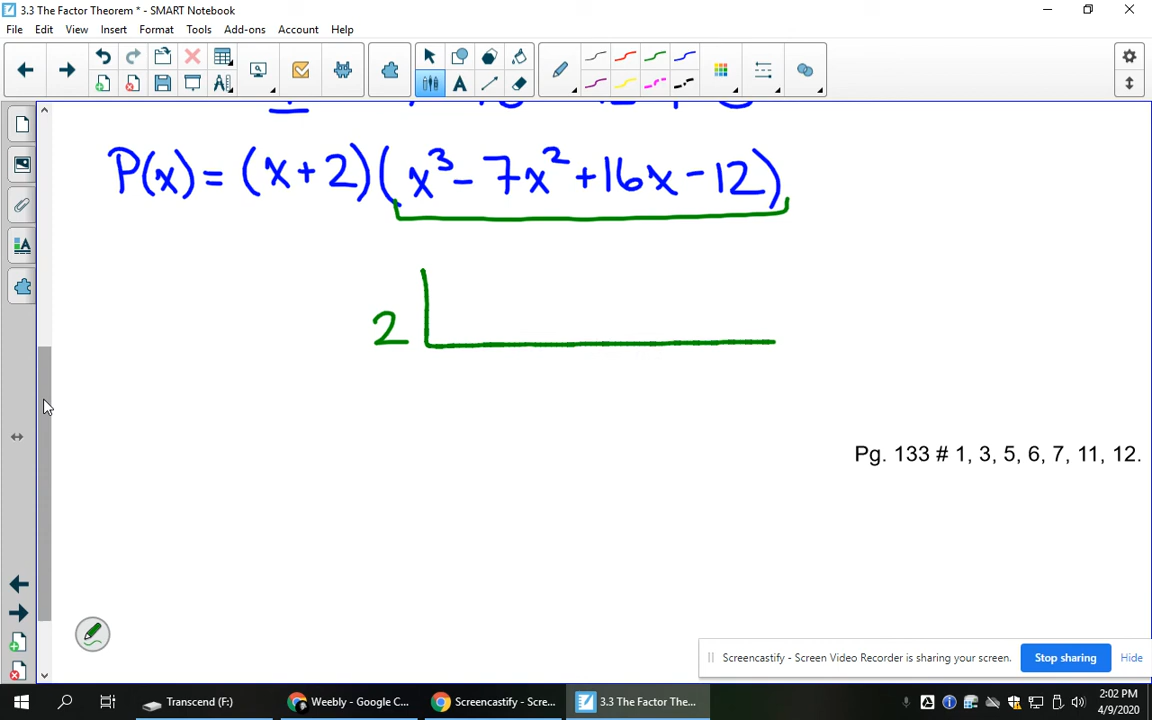 3.3 The Factor Theorem * - SMART Notebook
File Edit View Insert Format Tools Add-ons Account Help
P(x) = (x+2)(x³ - 7x² + 16x - 12)
2
Pg. 133 # 1, 3, 5, 6, 7, 11, 12.
Screencastify - Screen Video Recorder is sharing your screen. Stop sharing Hide
Transcend (F:) Weebly - Google C... Screencastify - Scre... 3.3 The Factor The... 2:02 PM
4/9/2020